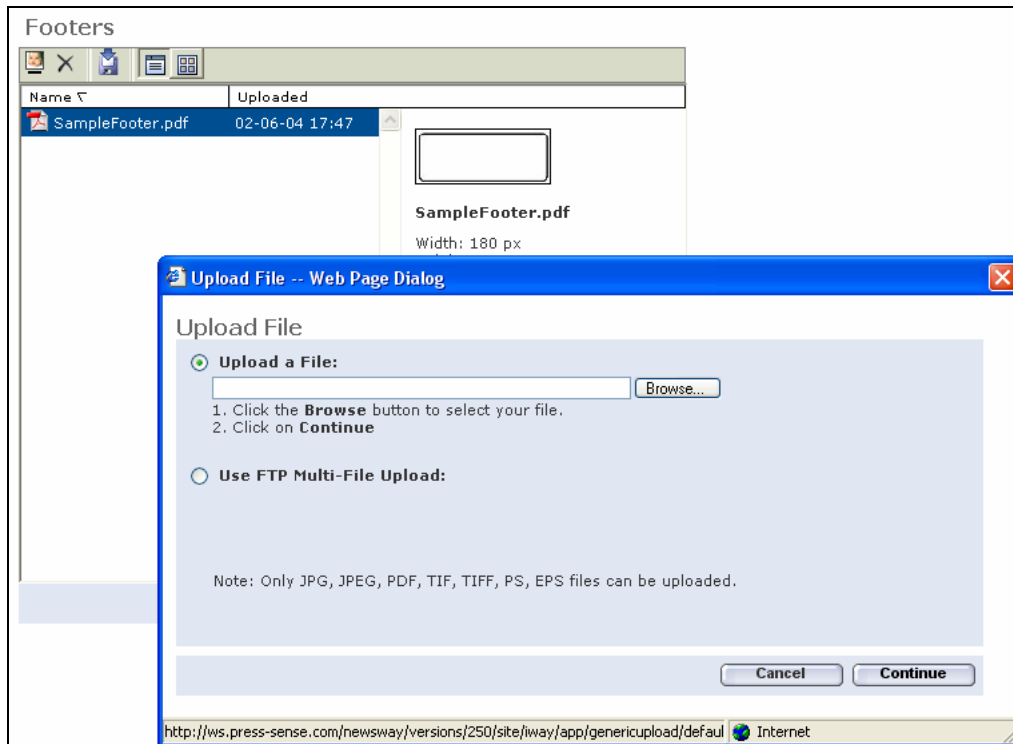 Footers
Name Uploaded
SampleFooter.pdf 02-06-04 17:47
SampleFooter.pdf
Width: 180 px
Upload File -- Web Page Dialog
Upload File
Upload a File:
Browse...
1. Click the Browse button to select your file.
2. Click on Continue
Use FTP Multi-File Upload:
Note: Only JPG, JPEG, PDF, TIF, TIFF, PS, EPS files can be uploaded.
Cancel Continue
http://ws.press-sense.com/newsway/versions/250/site/iway/app/genericupload/defaul Internet